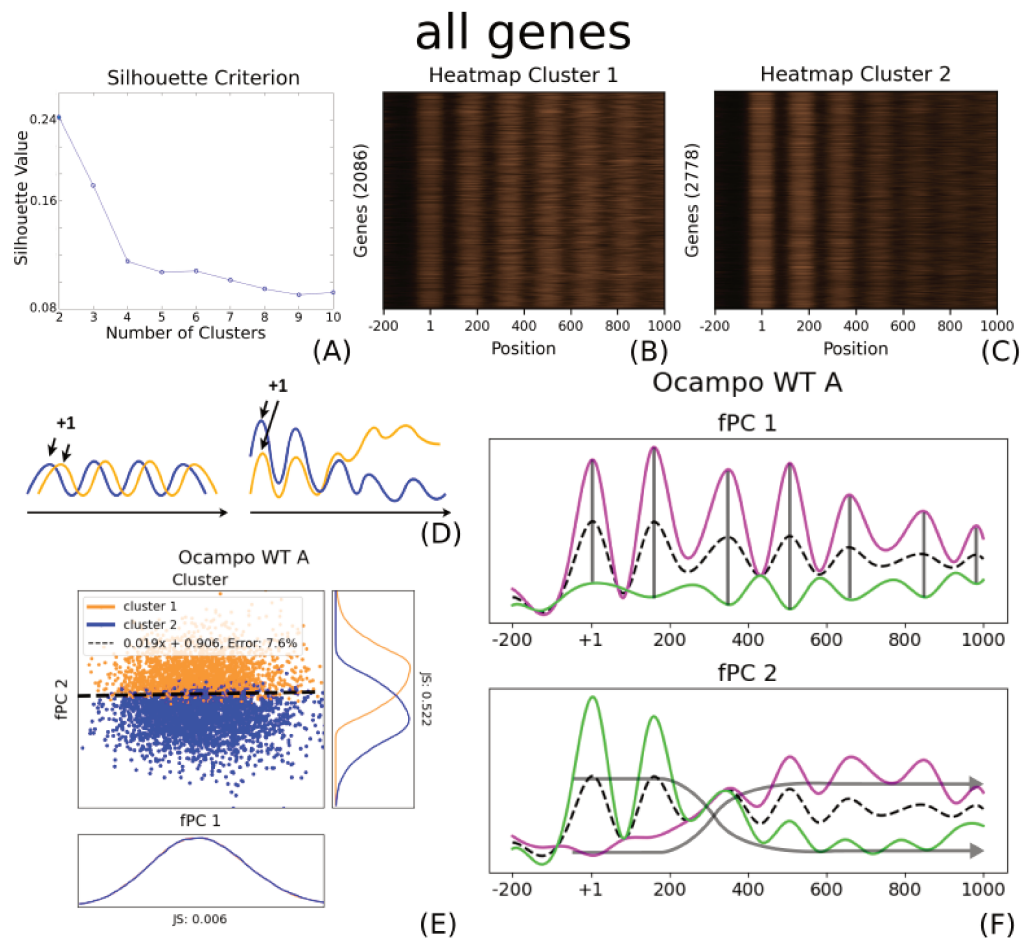 all genes
Silhouette Criterion
Silhouette Value
0.24
0.16
0.08
2 3 4 5 6 7 8 9 10
Number of Clusters
(A)
Heatmap Cluster 1
Genes (2086)
-200 1 200 400 600 800 1000
Position
(B)
Heatmap Cluster 2
Genes (2778)
-200 1 200 400 600 800 1000
Position
(C)
+1
+1
(D)
Ocampo WT A
Cluster
cluster 1
cluster 2
0.019x + 0.906, Error: 7.6%
fPC 2
JS: 0.522
fPC 1
JS: 0.006
(E)
Ocampo WT A
fPC 1
-200 +1 200 400 600 800 1000
fPC 2
-200 +1 200 400 600 800 1000
(F)